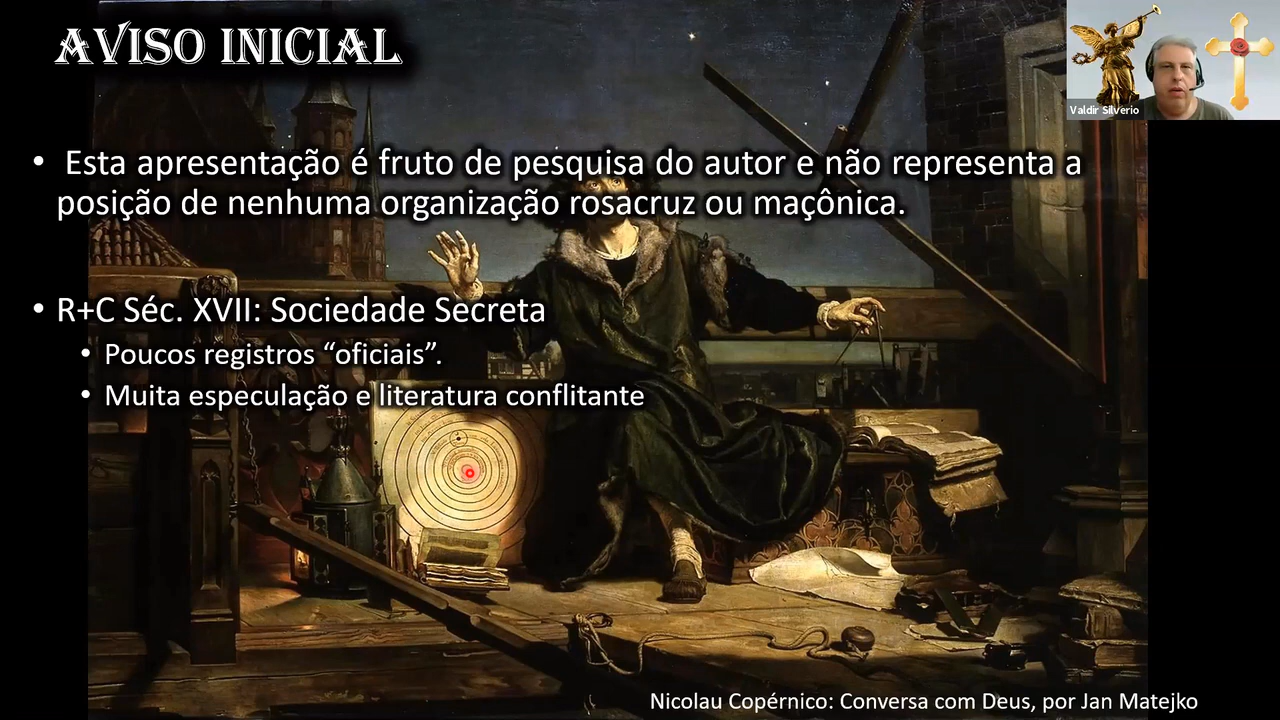 AVISO INICIAL
Valdir Silverio
• Esta apresentação é fruto de pesquisa do autor e não representa a
posição de nenhuma organização rosacruz ou maçônica.
• R+C Séc. XVII: Sociedade Secreta
• Poucos registros “oficiais”.
• Muita especulação e literatura conflitante
Nicolau Copérnico: Conversa com Deus, por Jan Matejko